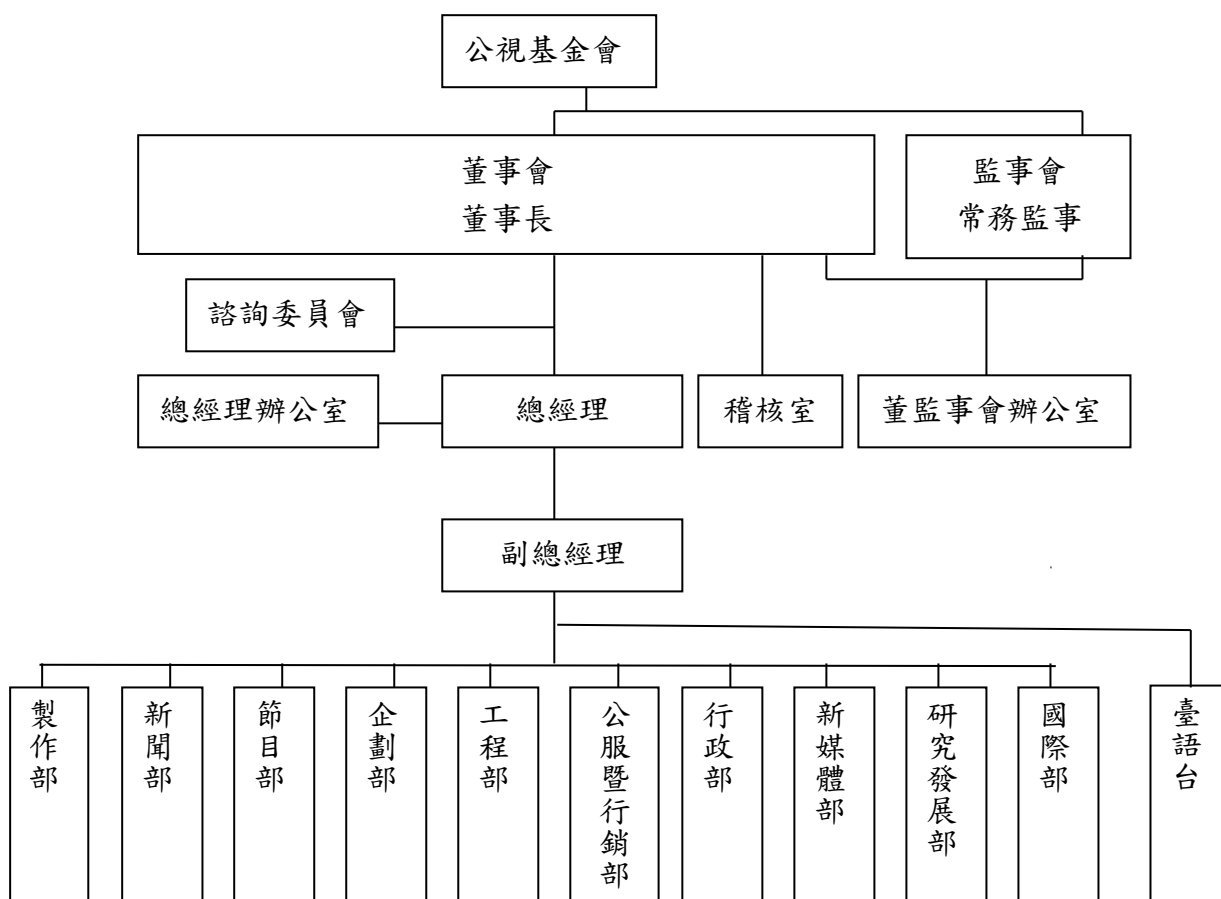 公視基金會
董事會
董事長
監事會
常務監事
諮詢委員會
總經理辦公室
總經理
稽核室
董監事會辦公室
副總經理
製作部
新聞部
節目部
企劃部
工程部
公服暨行銷部
行政部
新媒體部
研究發展部
國際部
臺語台